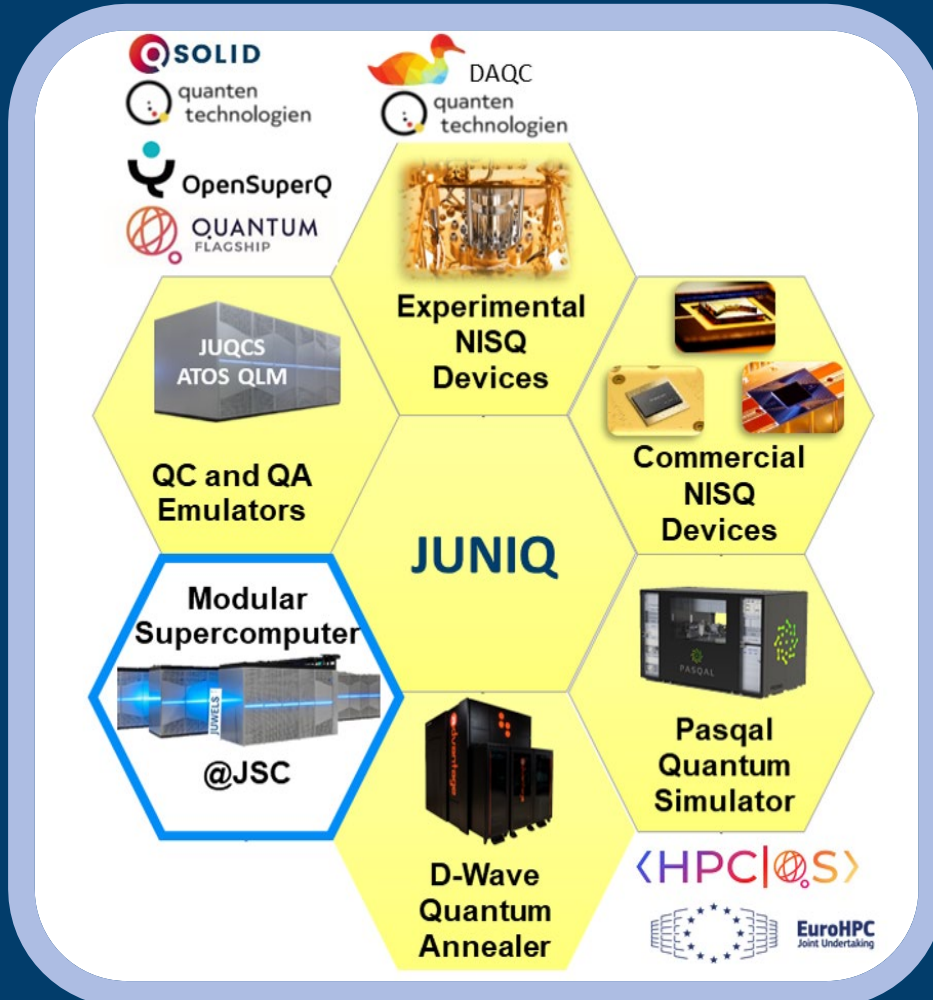 QSOLID
quanten
technologien
DAQC
quanten
technologien
OpenSuperQ
QUANTUM
FLAGSHIP
Experimental
NISQ
Devices
JUQCS
ATOS QLM
QC and QA
Emulators
Commercial
NISQ
Devices
JUNIQ
Modular
Supercomputer
JUWELS
@JSC
PASQAL
Pasqal
Quantum
Simulator
advantage
D-Wave
Quantum
Annealer
<HPC|QS>
EuroHPC
Joint Undertaking